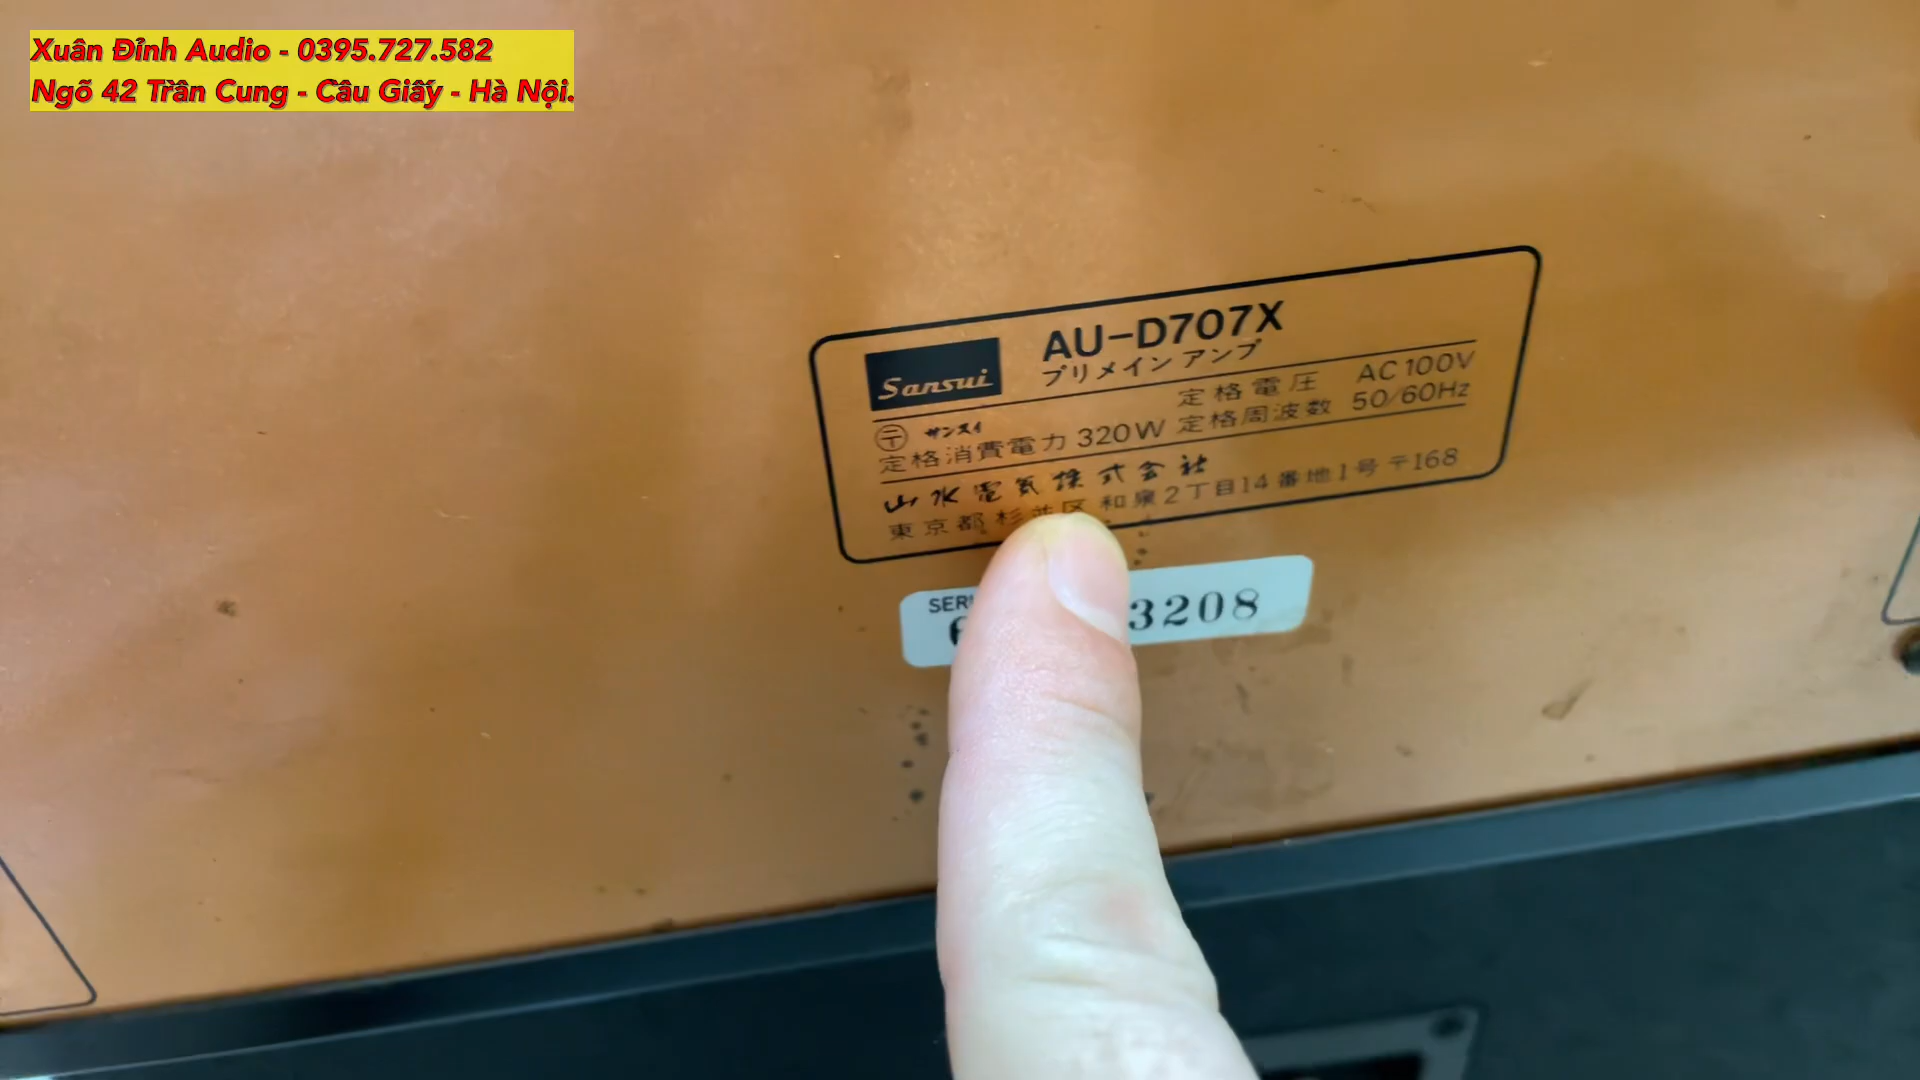 Xuân Đỉnh Audio - 0395.727.582
Ngõ 42 Trần Cung - Câu Giấy - Hà Nội.
Sansui
AU-D707X
プリメインアンプ
サンスイ
定格電圧 AC 100V
定格消費電力 320W 定格周波数 50/60Hz
山水電気株式会社
東京都杉並区和泉2丁目14番地1号 〒168
3208